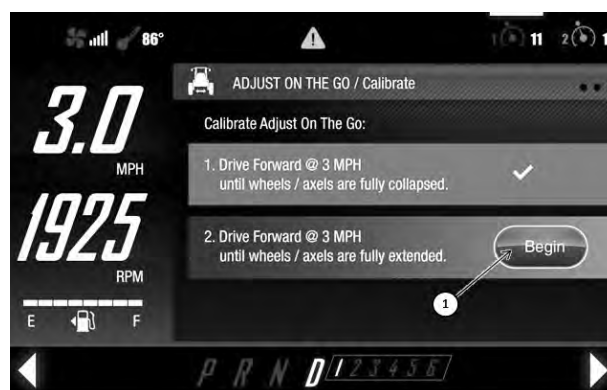 86°
1 11 2 1
ADJUST ON THE GO / Calibrate
3.0
MPH
Calibrate Adjust On The Go:
1. Drive Forward @ 3 MPH
until wheels / axels are fully collapsed.
1925
RPM
2. Drive Forward @ 3 MPH
until wheels / axels are fully extended.
Begin
1
E F
P R N D 1 2 3 4 5 6